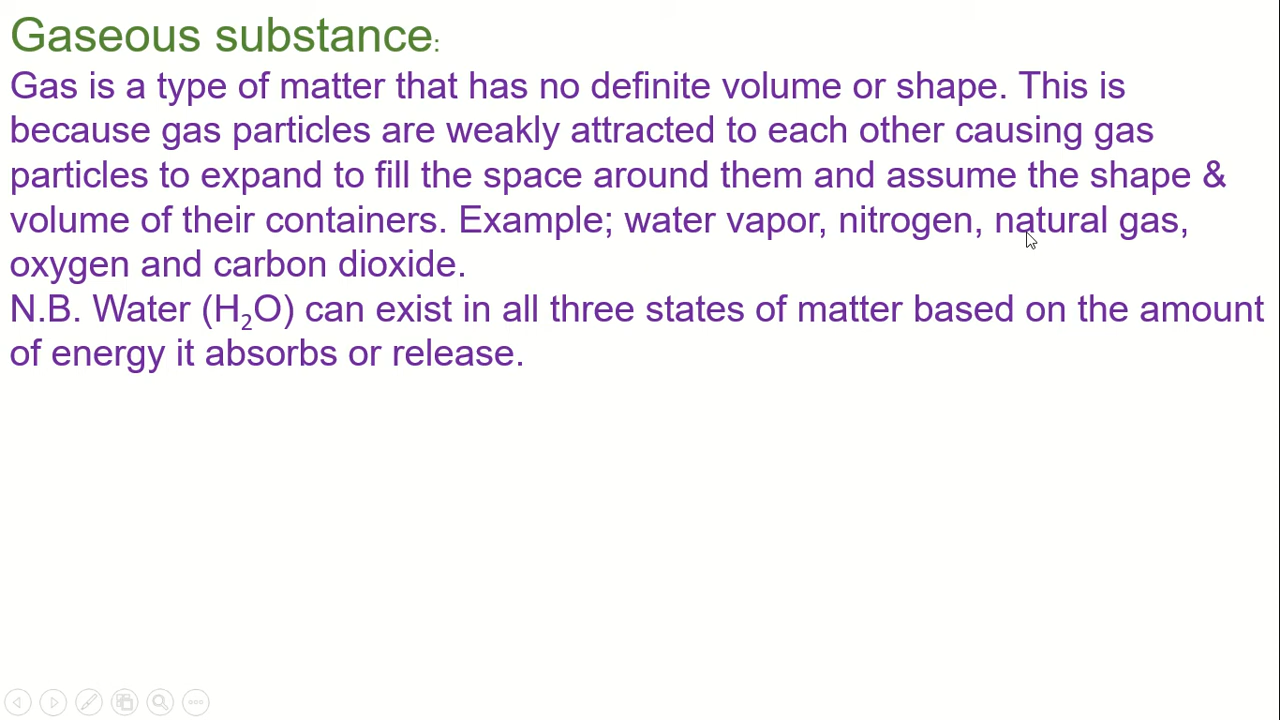 Gaseous substance:
Gas is a type of matter that has no definite volume or shape. This is
because gas particles are weakly attracted to each other causing gas
particles to expand to fill the space around them and assume the shape &
volume of their containers. Example; water vapor, nitrogen, natural gas,
oxygen and carbon dioxide.
N.B. Water (H₂O) can exist in all three states of matter based on the amount
of energy it absorbs or release.